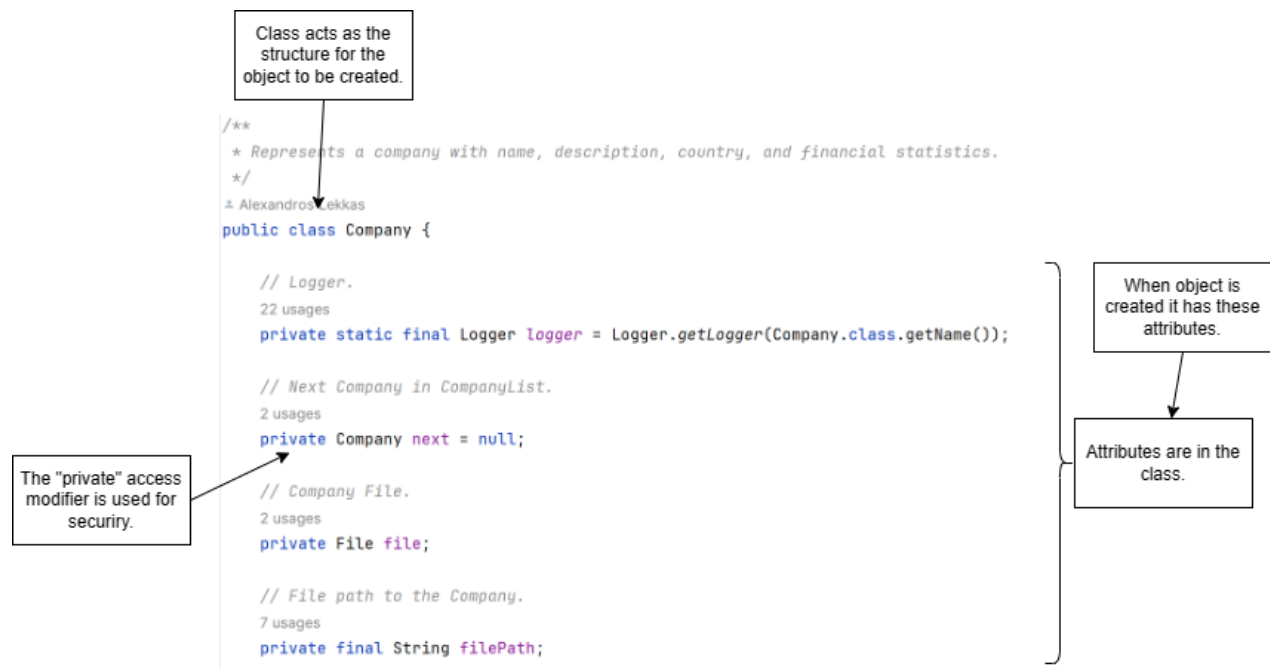 Class acts as the
structure for the
object to be created.
/**
* Represents a company with name, description, country, and financial statistics.
*/
Alexandros Lekkas
public class Company {
// Logger.
22 usages
private static final Logger logger = Logger.getLogger(Company.class.getName());
// Next Company in CompanyList.
2 usages
private Company next = null;
// Company File.
2 usages
private File file;
// File path to the Company.
7 usages
private final String filePath;
The "private" access
modifier is used for
securiry.
When object is
created it has these
attributes.
Attributes are in the
class.